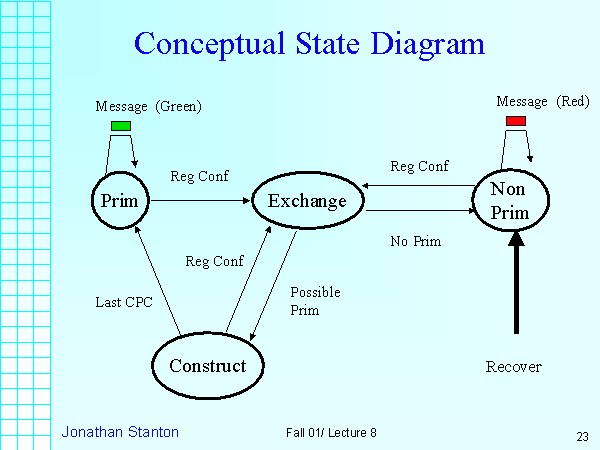 Conceptual State Diagram
Message (Green)
Message (Red)
Reg Conf
Reg Conf
Prim
Exchange
Non
Prim
No Prim
Reg Conf
Last CPC
Possible
Prim
Construct
Recover
Jonathan Stanton
Fall 01/ Lecture 8
23